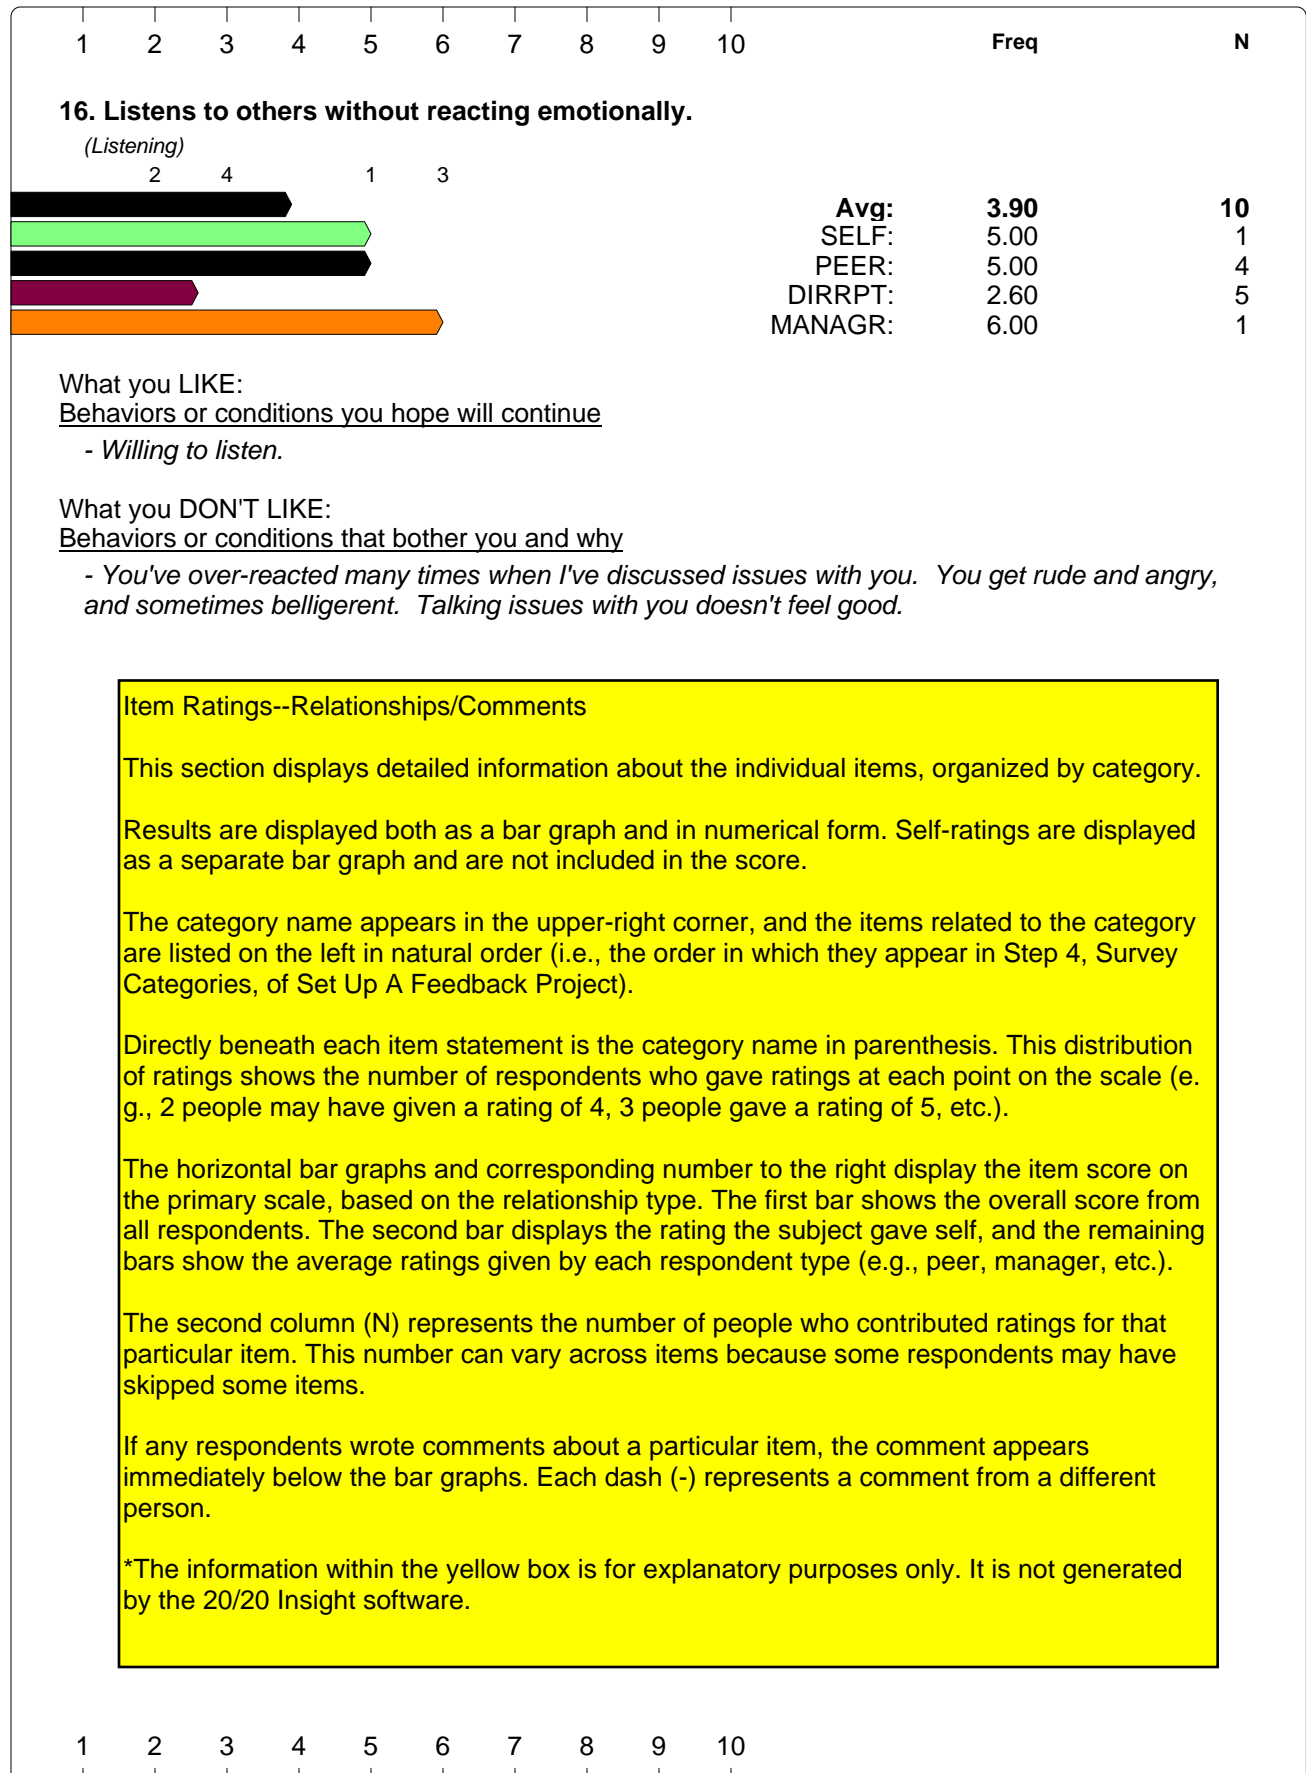 1 2 3 4 5 6 7 8 9 10 Freq N
16. Listens to others without reacting emotionally.
(Listening)
2 4 1 3
Avg: 3.90 10
SELF: 5.00 1
PEER: 5.00 4
DIRRPT: 2.60 5
MANAGR: 6.00 1
What you LIKE:
Behaviors or conditions you hope will continue
- Willing to listen.
What you DON'T LIKE:
Behaviors or conditions that bother you and why
- You've over-reacted many times when I've discussed issues with you.  You get rude and angry,
and sometimes belligerent.  Talking issues with you doesn't feel good.
Item Ratings--Relationships/Comments
This section displays detailed information about the individual items, organized by category.
Results are displayed both as a bar graph and in numerical form. Self-ratings are displayed
as a separate bar graph and are not included in the score.
The category name appears in the upper-right corner, and the items related to the category
are listed on the left in natural order (i.e., the order in which they appear in Step 4, Survey
Categories, of Set Up A Feedback Project).
Directly beneath each item statement is the category name in parenthesis. This distribution
of ratings shows the number of respondents who gave ratings at each point on the scale (e.
g., 2 people may have given a rating of 4, 3 people gave a rating of 5, etc.).
The horizontal bar graphs and corresponding number to the right display the item score on
the primary scale, based on the relationship type. The first bar shows the overall score from
all respondents. The second bar displays the rating the subject gave self, and the remaining
bars show the average ratings given by each respondent type (e.g., peer, manager, etc.).
The second column (N) represents the number of people who contributed ratings for that
particular item. This number can vary across items because some respondents may have
skipped some items.
If any respondents wrote comments about a particular item, the comment appears
immediately below the bar graphs. Each dash (-) represents a comment from a different
person.
*The information within the yellow box is for explanatory purposes only. It is not generated
by the 20/20 Insight software.
1 2 3 4 5 6 7 8 9 10